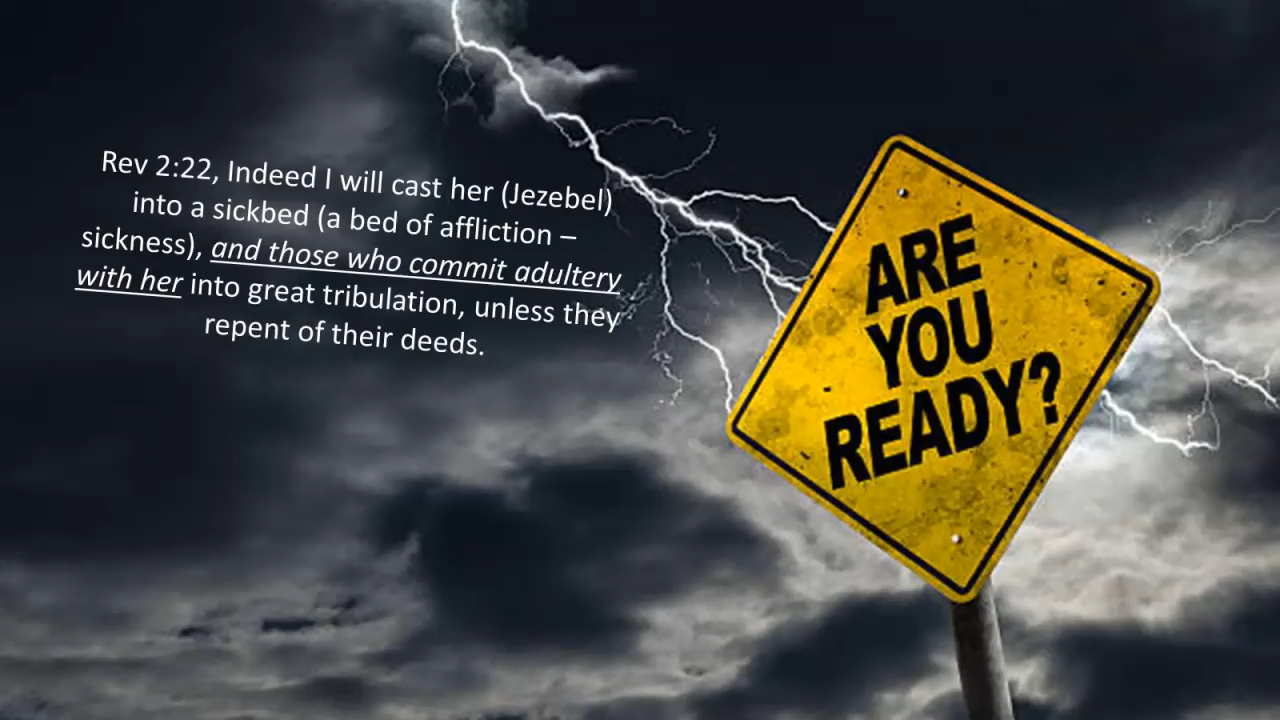 Rev 2:22, Indeed I will cast her (Jezebel)
into a sickbed (a bed of affliction –
sickness), and those who commit adultery
with her into great tribulation, unless they
repent of their deeds.
ARE
YOU
READY?